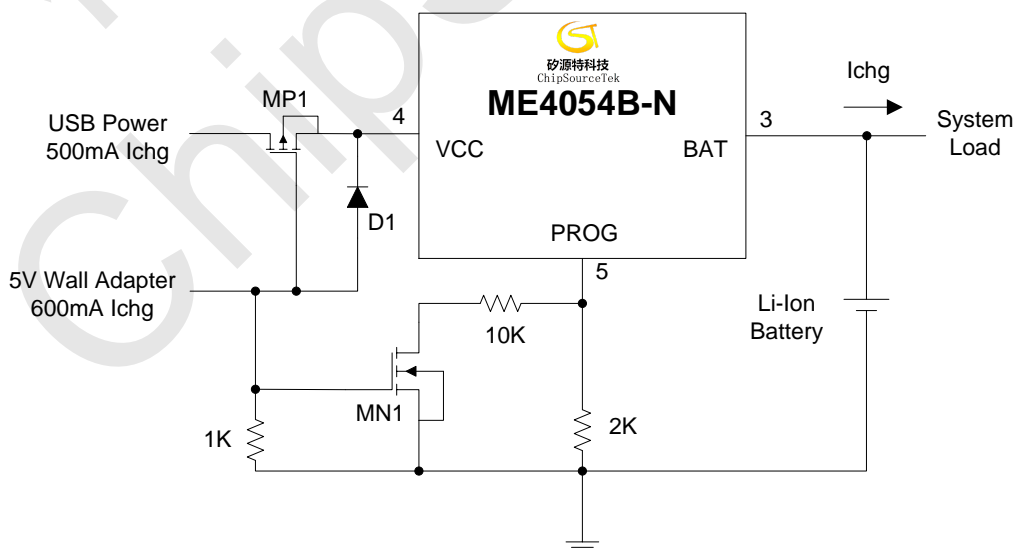 矽源特科技
ChipSourceTek
ME4054B-N
Ichg
MP1
4
3
USB Power
500mA Ichg
System
Load
VCC
BAT
D1
PROG
5
5V Wall Adapter
600mA Ichg
10K
Li-Ion
Battery
MN1
1K
2K
Chips